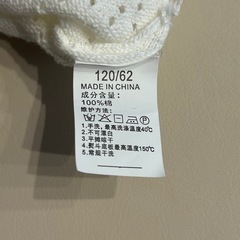 120/62
MADE IN CHINA
成分含量:
100%棉
维护方法:
1.手洗,最高洗涤温度40℃
2.不可漂白
3.平摊晾干
4.熨斗底板最高温度150℃
5.常规干洗